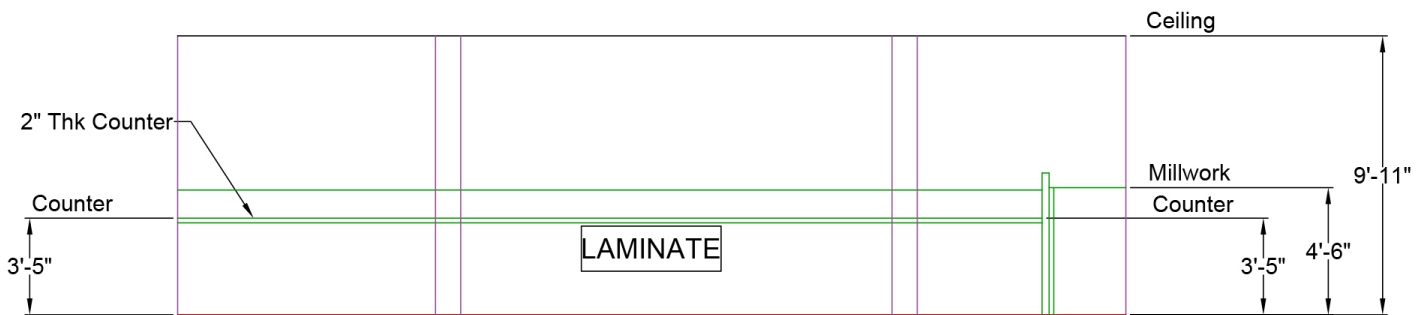 Ceiling
2" Thk Counter
Millwork
9'-11"
Counter
Counter
LAMINATE
4'-6"
3'-5"
3'-5"